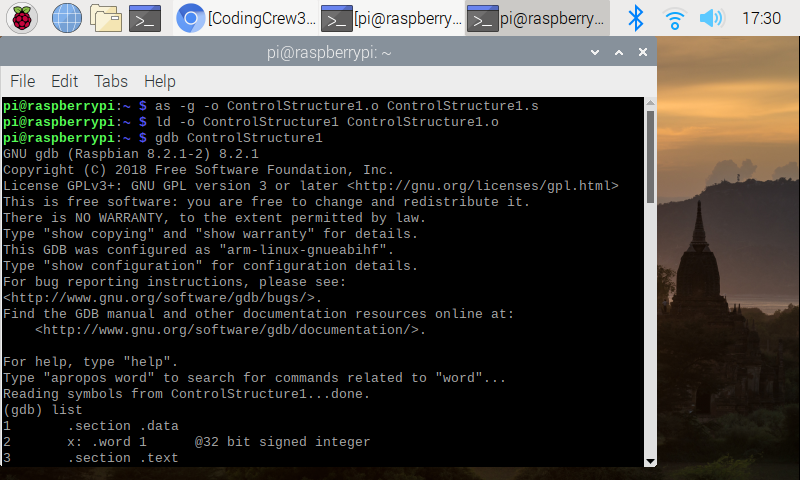 [CodingCrew3... [pi@raspberry... pi@raspberry... 17:30
pi@raspberrypi: ~
File Edit Tabs Help
pi@raspberrypi:~ $ as -g -o ControlStructure1.o ControlStructure1.s
pi@raspberrypi:~ $ ld -o ControlStructure1 ControlStructure1.o
pi@raspberrypi:~ $ gdb ControlStructure1
GNU gdb (Raspbian 8.2.1-2) 8.2.1
Copyright (C) 2018 Free Software Foundation, Inc.
License GPLv3+: GNU GPL version 3 or later <http://gnu.org/licenses/gpl.html>
This is free software: you are free to change and redistribute it.
There is NO WARRANTY, to the extent permitted by law.
Type "show copying" and "show warranty" for details.
This GDB was configured as "arm-linux-gnueabihf".
Type "show configuration" for configuration details.
For bug reporting instructions, please see:
<http://www.gnu.org/software/gdb/bugs/>.
Find the GDB manual and other documentation resources online at:
    <http://www.gnu.org/software/gdb/documentation/>.
For help, type "help".
Type "apropos word" to search for commands related to "word"...
Reading symbols from ControlStructure1...done.
(gdb) list
1       .section .data
2       x: .word 1      @32 bit signed integer
3       .section .text